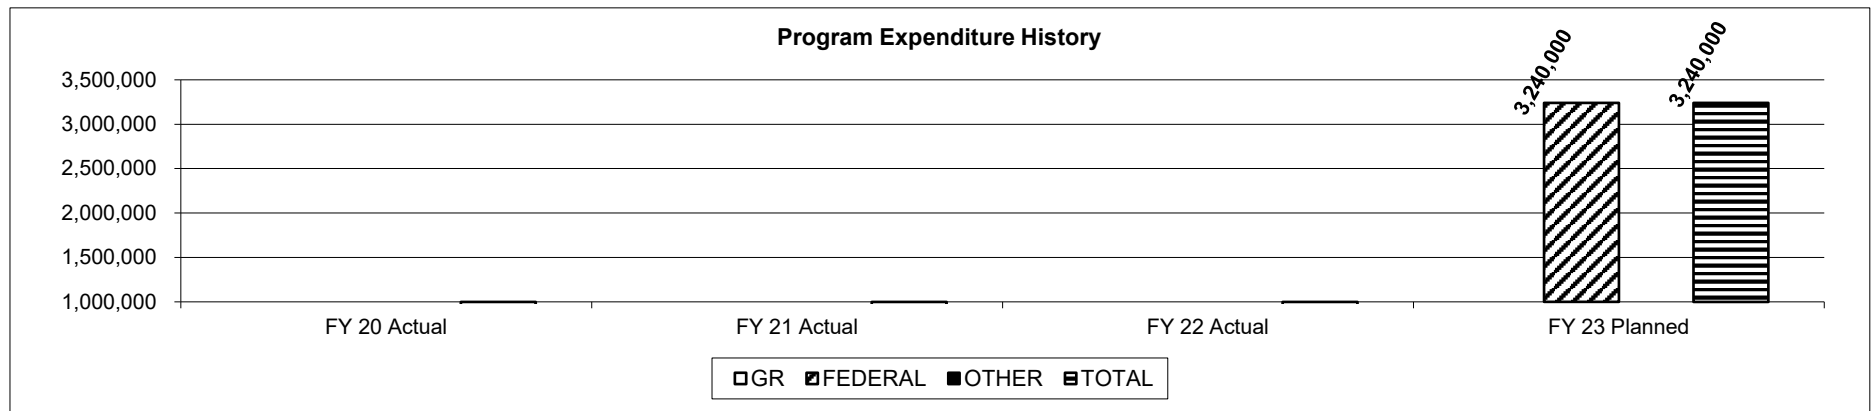 Program Expenditure History
3,240,000
3,240,000
3,500,000
3,000,000
2,500,000
2,000,000
1,500,000
1,000,000
FY 20 Actual
FY 21 Actual
FY 22 Actual
FY 23 Planned
GR FEDERAL OTHER TOTAL